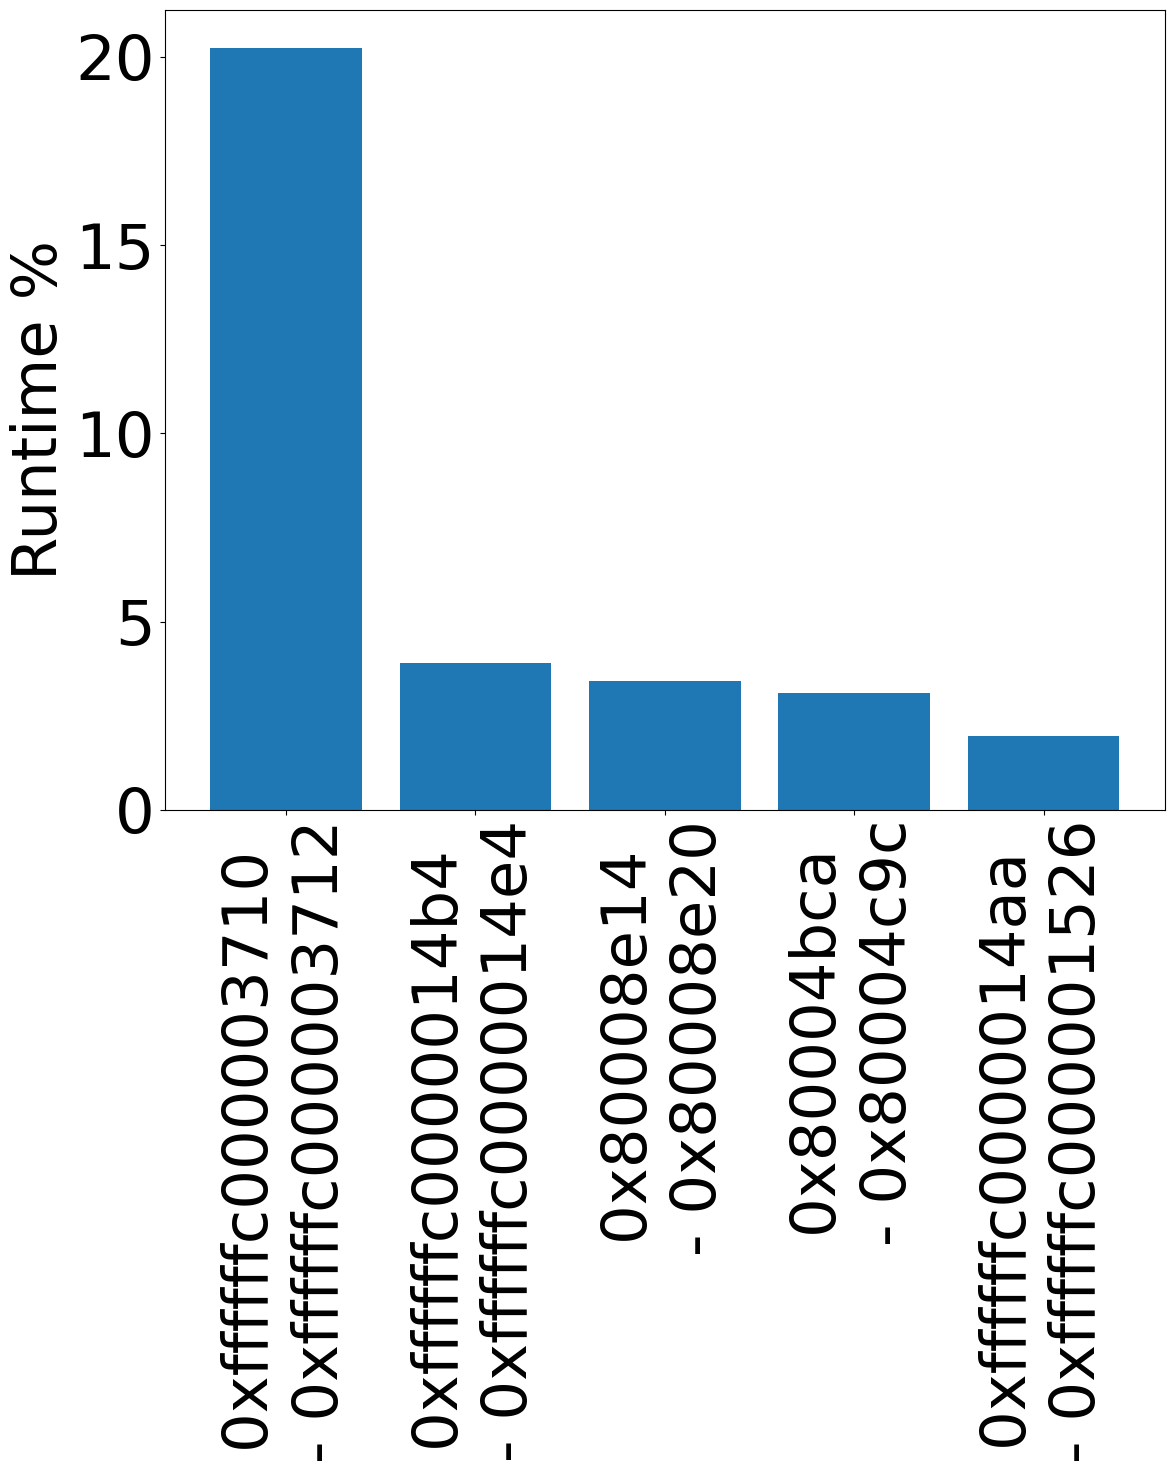 20
15
10
5
0
Runtime %
0xffffffc000003710
- 0xffffffc000003712
0xffffffc0000014b4
- 0xffffffc0000014e4
0x80008e14
- 0x80008e20
0x80004bca
- 0x80004c9c
0xffffffc0000014aa
- 0xffffffc000001526